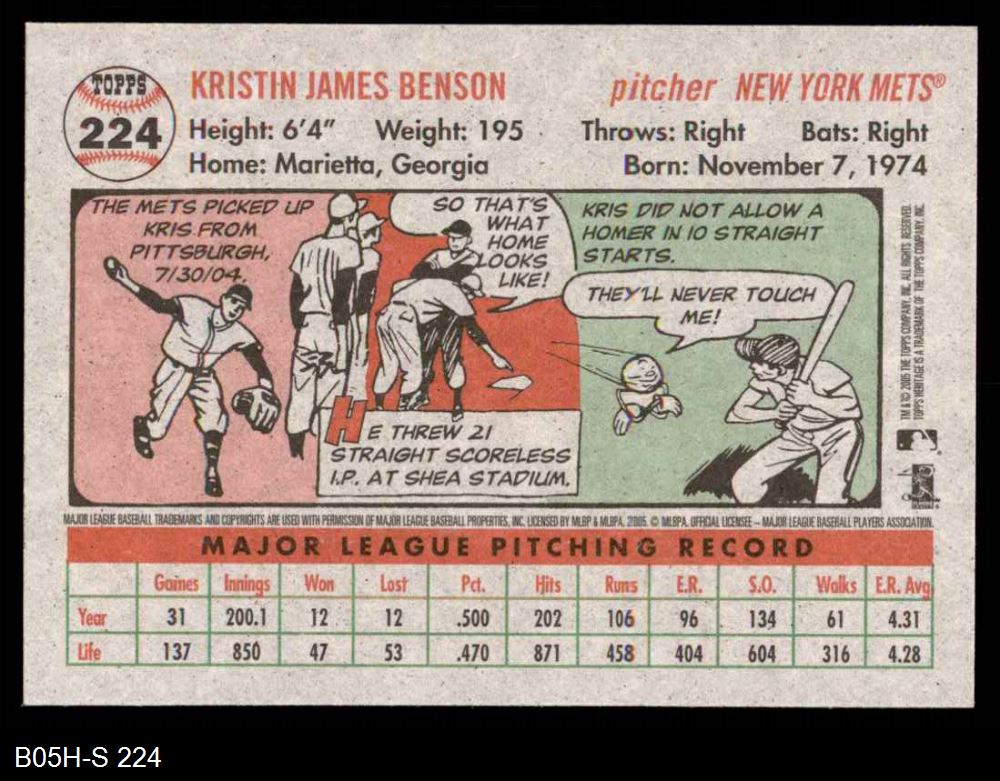 TOPPS
224
KRISTIN JAMES BENSON
pitcher NEW YORK METS®
Height: 6'4" Weight: 195 Throws: Right Bats: Right
Home: Marietta, Georgia Born: November 7, 1974
THE METS PICKED UP
KRIS FROM
PITTSBURGH,
7/30/04.
SO THAT'S
WHAT
HOME
LOOKS
LIKE!
HE THREW 21
STRAIGHT SCORELESS
I.P. AT SHEA STADIUM.
KRIS DID NOT ALLOW A
HOMER IN 10 STRAIGHT
STARTS.
THEY'LL NEVER TOUCH
ME!
TM & © 2005 THE TOPPS COMPANY, INC. ALL RIGHTS RESERVED.
TOPPS HERITAGE IS A TRADEMARK OF THE TOPPS COMPANY, INC.
MAJOR LEAGUE BASEBALL TRADEMARKS AND COPYRIGHTS ARE USED WITH PERMISSION OF MAJOR LEAGUE BASEBALL PROPERTIES, INC. LICENSED BY MLBP & MLBPA, 2005. © MLBPA. OFFICIAL LICENSEE – MAJOR LEAGUE BASEBALL PLAYERS ASSOCIATION.
MAJOR LEAGUE PITCHING RECORD
Games Innings Won Lost Pct. Hits Runs E.R. S.O. Walks E.R. Avg
Year 31 200.1 12 12 .500 202 106 96 134 61 4.31
Life 137 850 47 53 .470 871 458 404 604 316 4.28
B05H-S 224